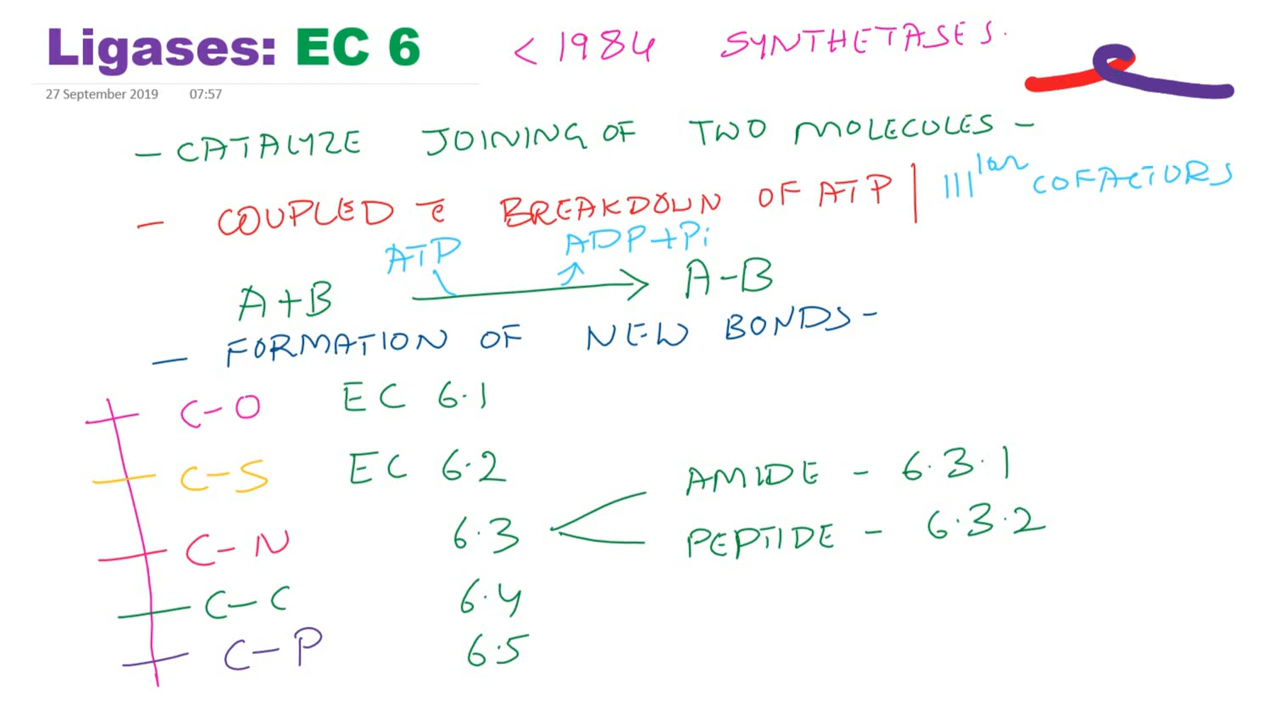 Ligases: EC 6 < 1984 SYNTHETASES.
27 September 2019 07:57
- CATALYZE JOINING OF TWO MOLECULES -
- COUPLED c̄ BREAKDOWN OF ATP | |||lar COFACTORS
ATP ADP+Pi
A+B → A-B
- FORMATION OF NEW BONDS -
C-O EC 6.1
C-S EC 6.2
AMIDE - 6.3.1
C-N 6.3
PEPTIDE - 6.3.2
C-C 6.4
C-P 6.5